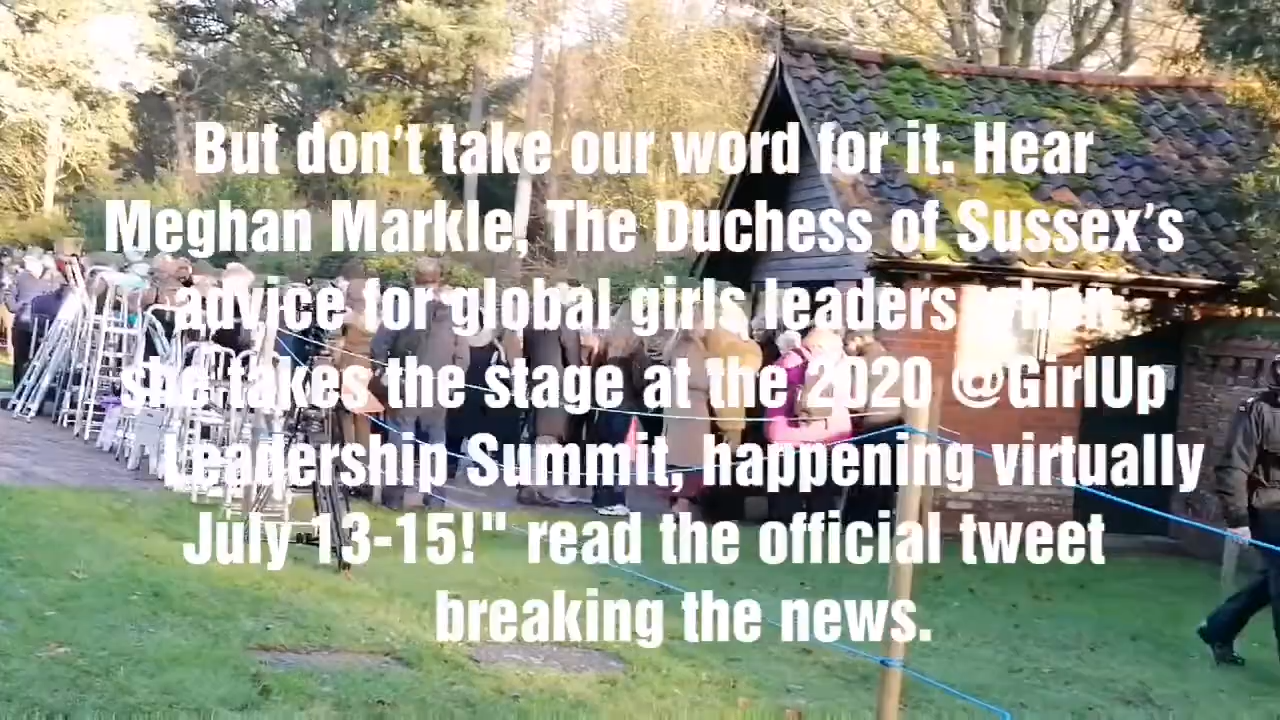 But don't take our word for it. Hear
Meghan Markle, The Duchess of Sussex's
advice for global girls leaders when
she takes the stage at the 2020 @GirlUp
Leadership Summit, happening virtually
July 13-15!" read the official tweet
breaking the news.